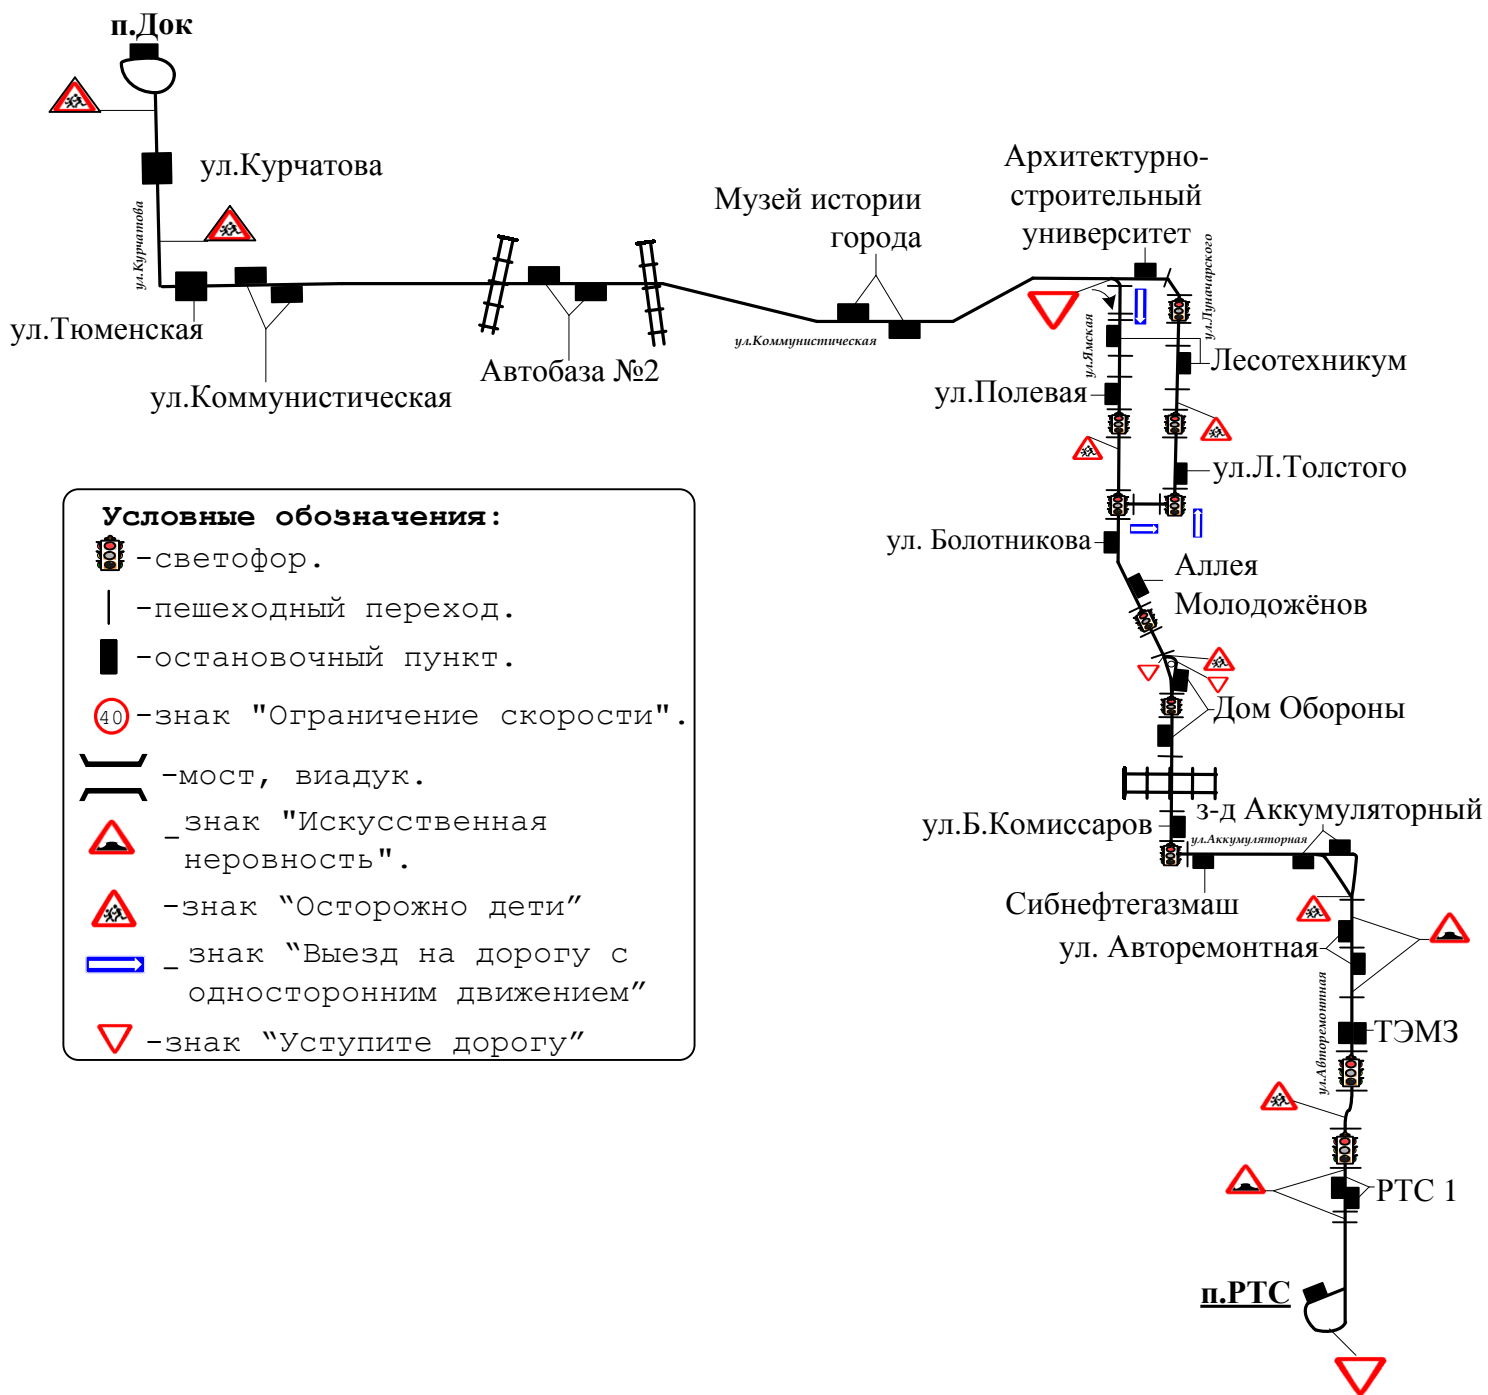 п.Док
ул.Курчатова
ул.Курчатова
ул.Тюменская
ул.Коммунистическая
Автобаза №2
Музей истории
города
ул.Коммунистическая
Архитектурно-
строительный
университет
ул.Луначарского
ул.Ямская
Лесотехникум
ул.Полевая
ул.Л.Толстого
ул. Болотникова
Аллея
Молодожёнов
Дом Обороны
ул.Б.Комиссаров
з-д Аккумуляторный
ул.Аккумуляторная
Сибнефтегазмаш
ул. Авторемонтная
ул.Авторемонтная
ТЭМЗ
РТС 1
п.РТС
Условные обозначения:
-светофор.
-пешеходный переход.
-остановочный пункт.
40 -знак "Ограничение скорости".
-мост, виадук.
- знак "Искусственная
неровность".
-знак “Осторожно дети”
- знак “Выезд на дорогу с
односторонним движением”
-знак “Уступите дорогу”